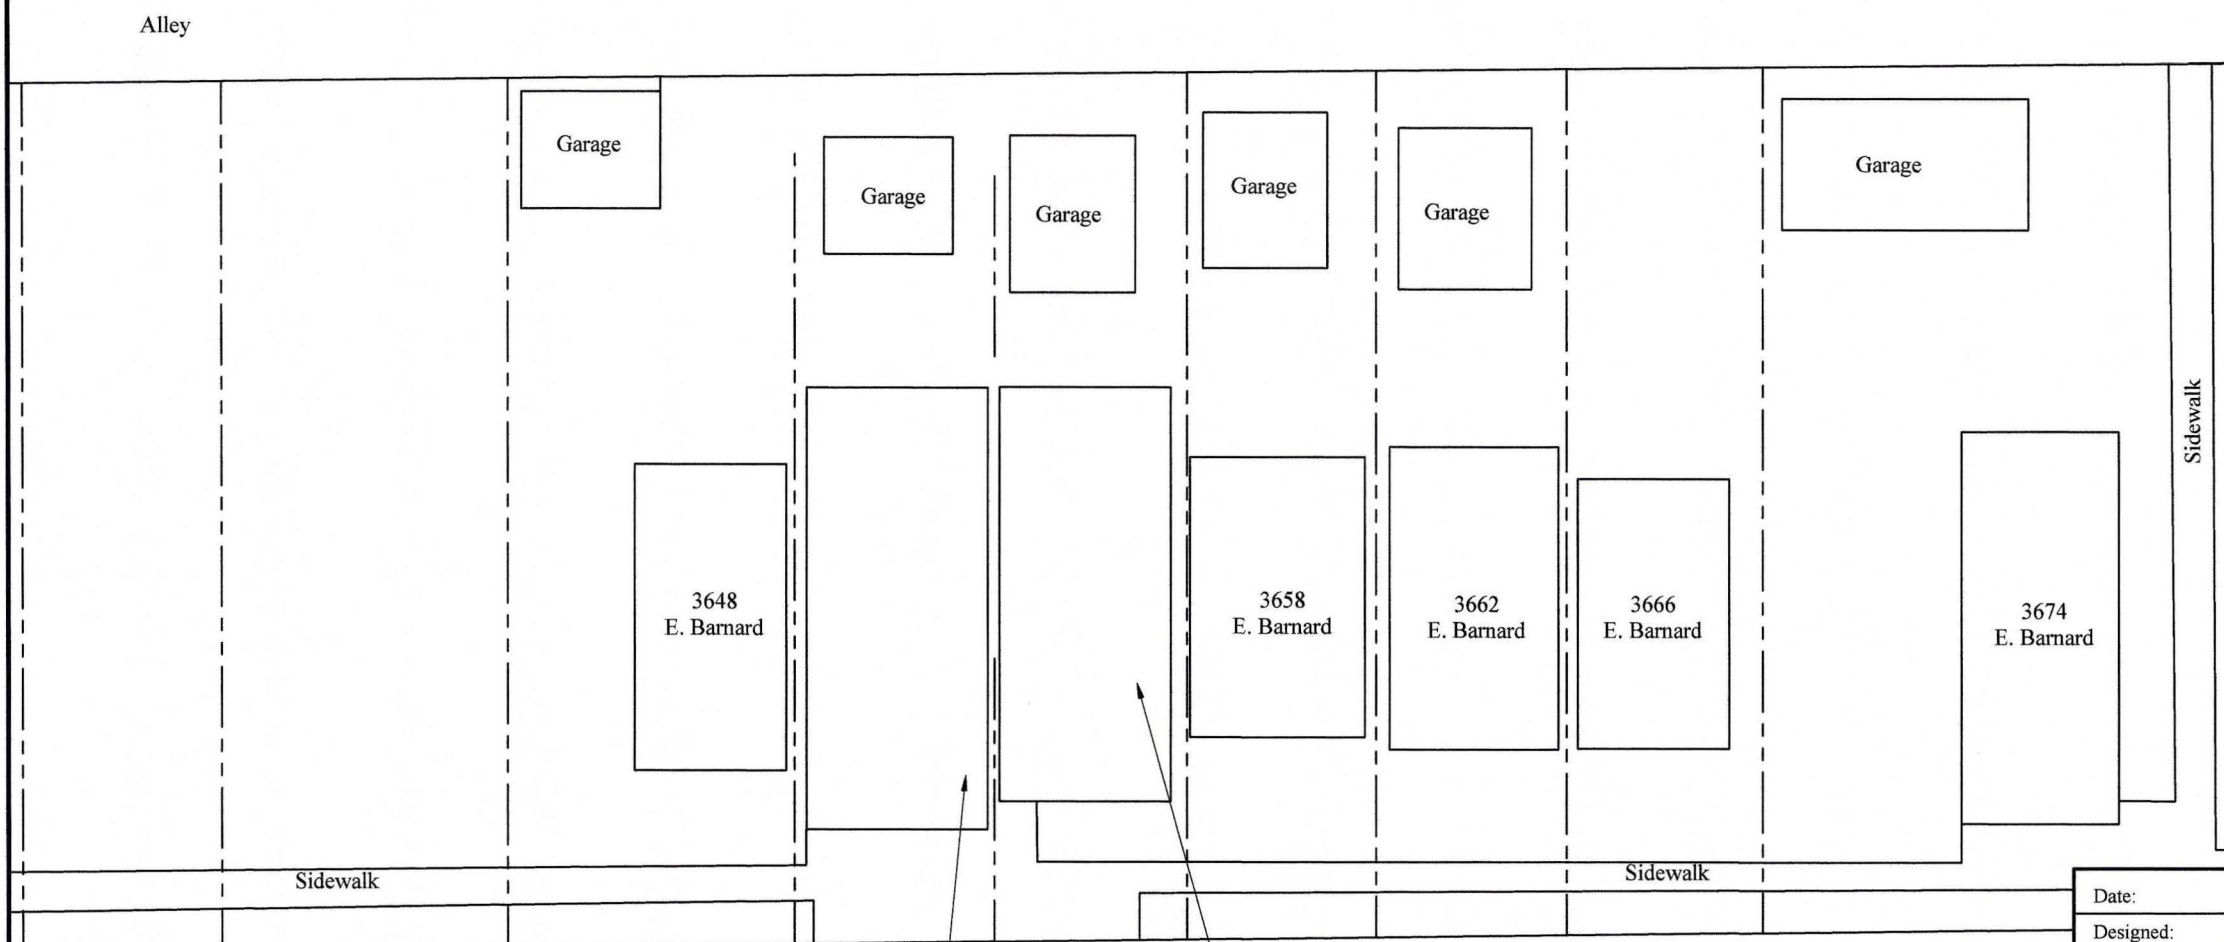 Alley
Garage
Garage
Garage
Garage
Garage
Garage
Sidewalk
3648
E. Barnard
3658
E. Barnard
3662
E. Barnard
3666
E. Barnard
3674
E. Barnard
Sidewalk
Sidewalk
Date:
Designed: